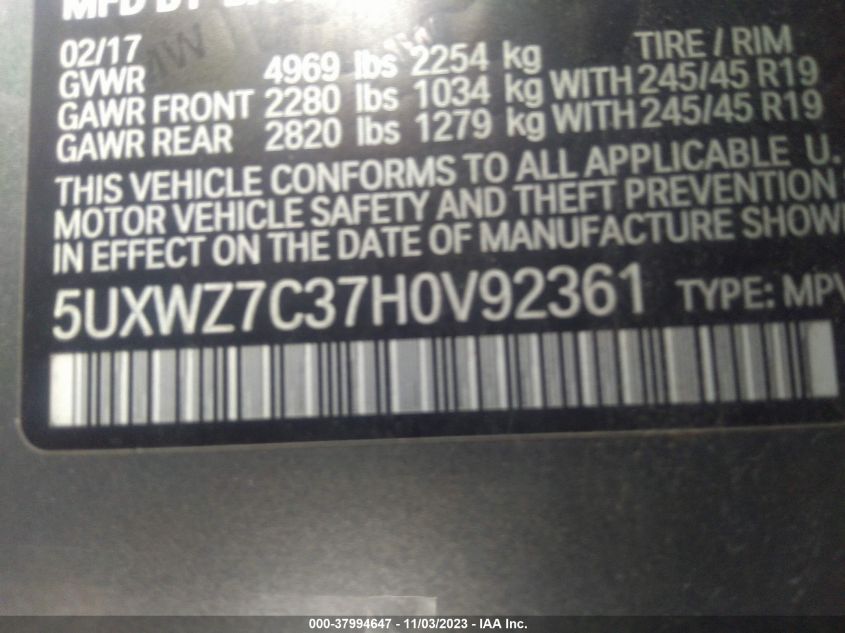 MFD BY
02/17 TIRE / RIM
GVWR 4969 lbs 2254 kg
GAWR FRONT 2280 lbs 1034 kg WITH 245/45 R19
GAWR REAR 2820 lbs 1279 kg WITH 245/45 R19
THIS VEHICLE CONFORMS TO ALL APPLICABLE U.
MOTOR VEHICLE SAFETY AND THEFT PREVENTION
IN EFFECT ON THE DATE OF MANUFACTURE SHOW
5UXWZ7C37H0V92361 TYPE: MPV
000-37994647 - 11/03/2023 - IAA Inc.